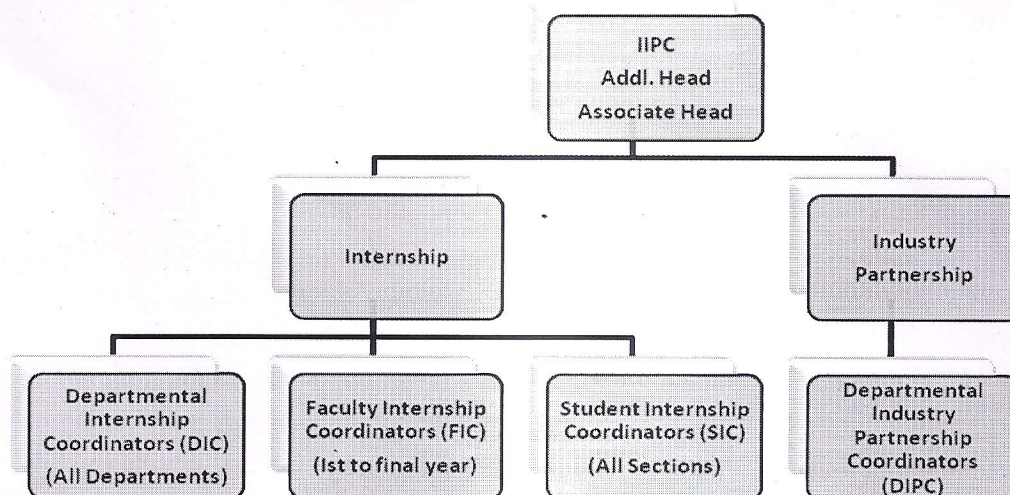 IIPC
Addl. Head
Associate Head
Internship
Industry
Partnership
Departmental
Internship
Coordinators (DIC)
(All Departments)
Faculty Internship
Coordinators (FIC)
(Ist to final year)
Student Internship
Coordinators (SIC)
(All Sections)
Departmental
Industry
Partnership
Coordinators
(DIPC)